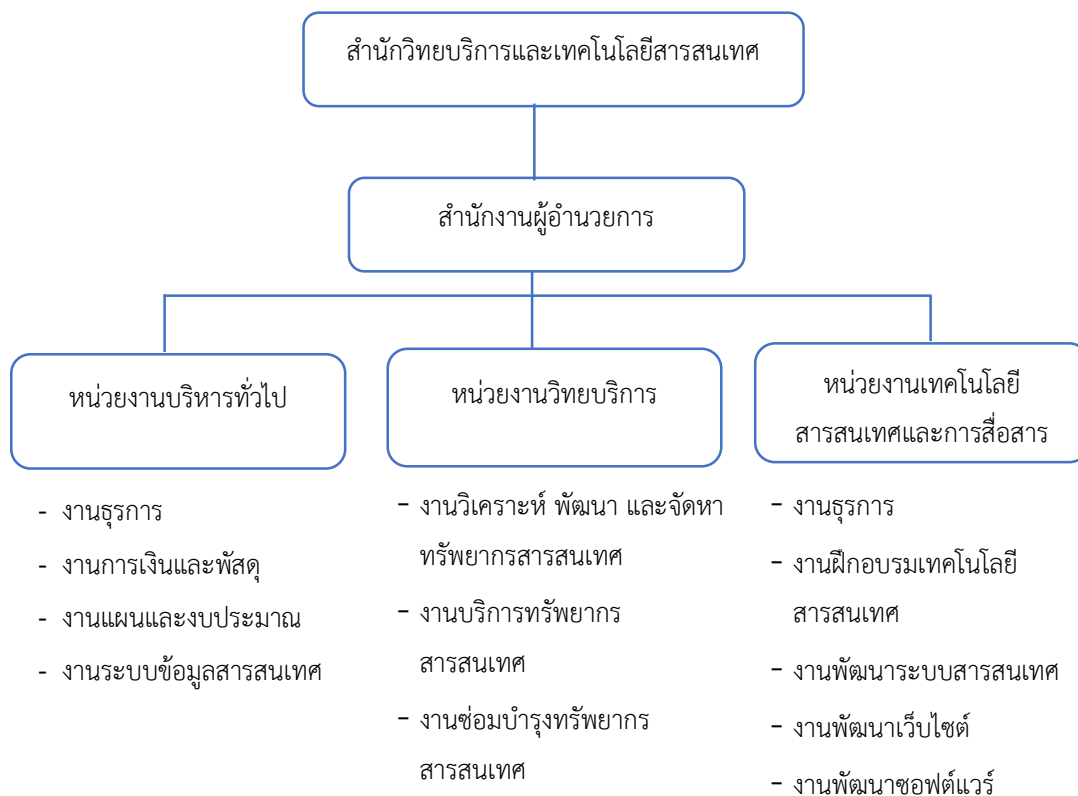 สำนักวิทยบริการและเทคโนโลยีสารสนเทศ
สำนักงานผู้อำนวยการ
หน่วยงานบริหารทั่วไป
- งานธุรการ
- งานการเงินและพัสดุ
- งานแผนและงบประมาณ
- งานระบบข้อมูลสารสนเทศ
หน่วยงานวิทยบริการ
- งานวิเคราะห์ พัฒนา และจัดหา
ทรัพยากรสารสนเทศ
- งานบริการทรัพยากร
สารสนเทศ
- งานซ่อมบำรุงทรัพยากร
สารสนเทศ
หน่วยงานเทคโนโลยี
สารสนเทศและการสื่อสาร
- งานธุรการ
- งานฝึกอบรมเทคโนโลยี
สารสนเทศ
- งานพัฒนาระบบสารสนเทศ
- งานพัฒนาเว็บไซต์
- งานพัฒนาซอฟต์แวร์